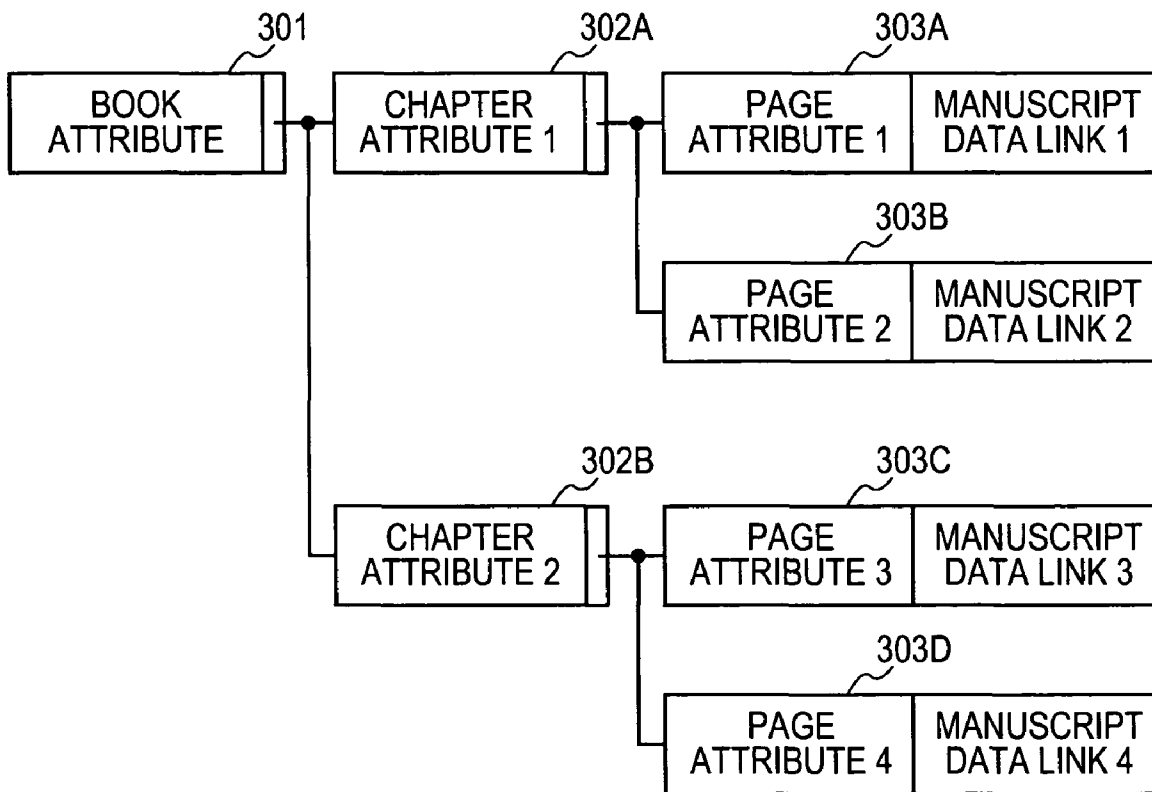 301
302A
303A
BOOK
ATTRIBUTE
CHAPTER
ATTRIBUTE 1
PAGE
ATTRIBUTE 1
MANUSCRIPT
DATA LINK 1
303B
PAGE
ATTRIBUTE 2
MANUSCRIPT
DATA LINK 2
302B
303C
CHAPTER
ATTRIBUTE 2
PAGE
ATTRIBUTE 3
MANUSCRIPT
DATA LINK 3
303D
PAGE
ATTRIBUTE 4
MANUSCRIPT
DATA LINK 4